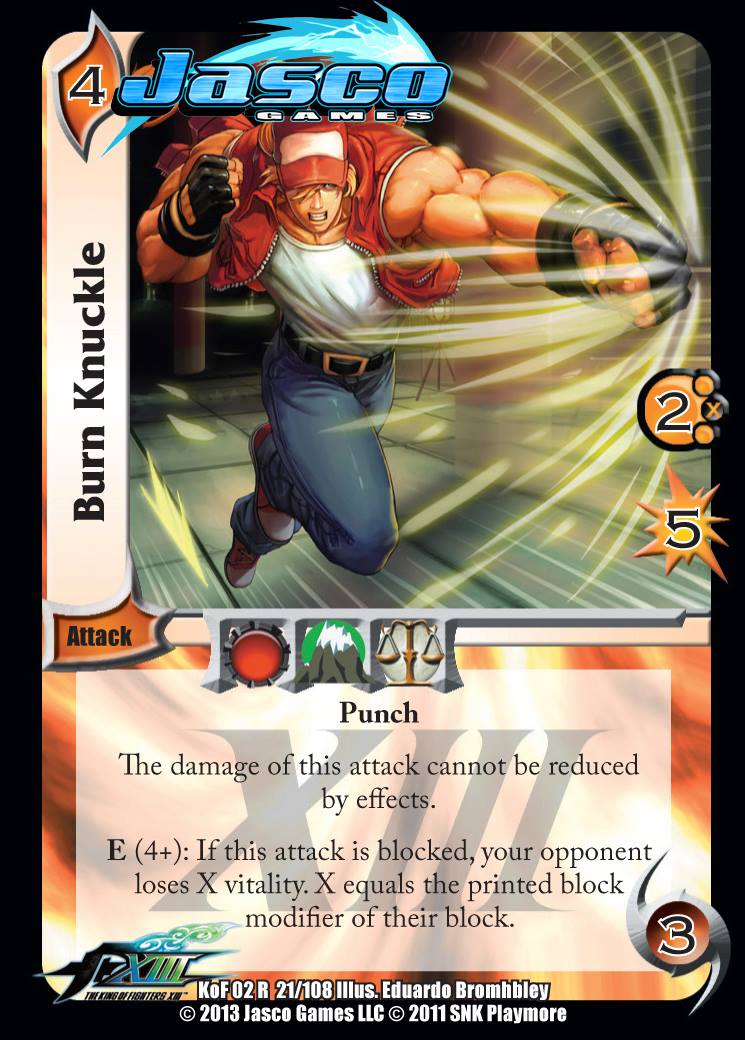 4
Jasco
GAMES
Burn Knuckle
2
X
5
Attack
Punch
The damage of this attack cannot be reduced
by effects.
E (4+): If this attack is blocked, your opponent
loses X vitality. X equals the printed block
modifier of their block.
XIII
3
XIII
THE KING OF FIGHTERS XIII™
KoF 02 R 21/108 Illus. Eduardo Bromhbley
© 2013 Jasco Games LLC © 2011 SNK Playmore